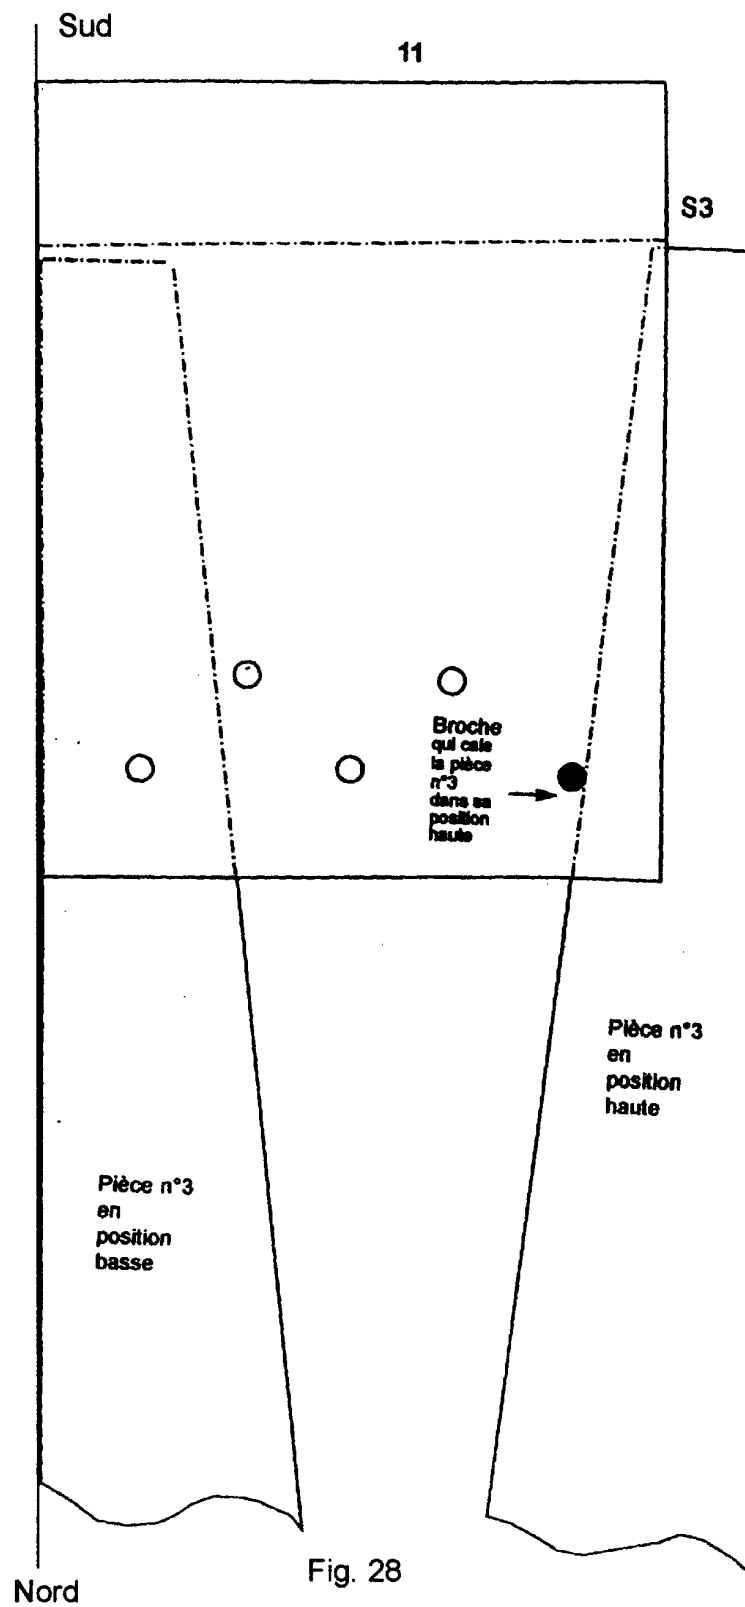 Sud
11
S3
Broche
qui cale
la pièce
n°3
dans sa
position
haute
Pièce n°3
en
position
haute
Pièce n°3
en
position
basse
Fig. 28
Nord